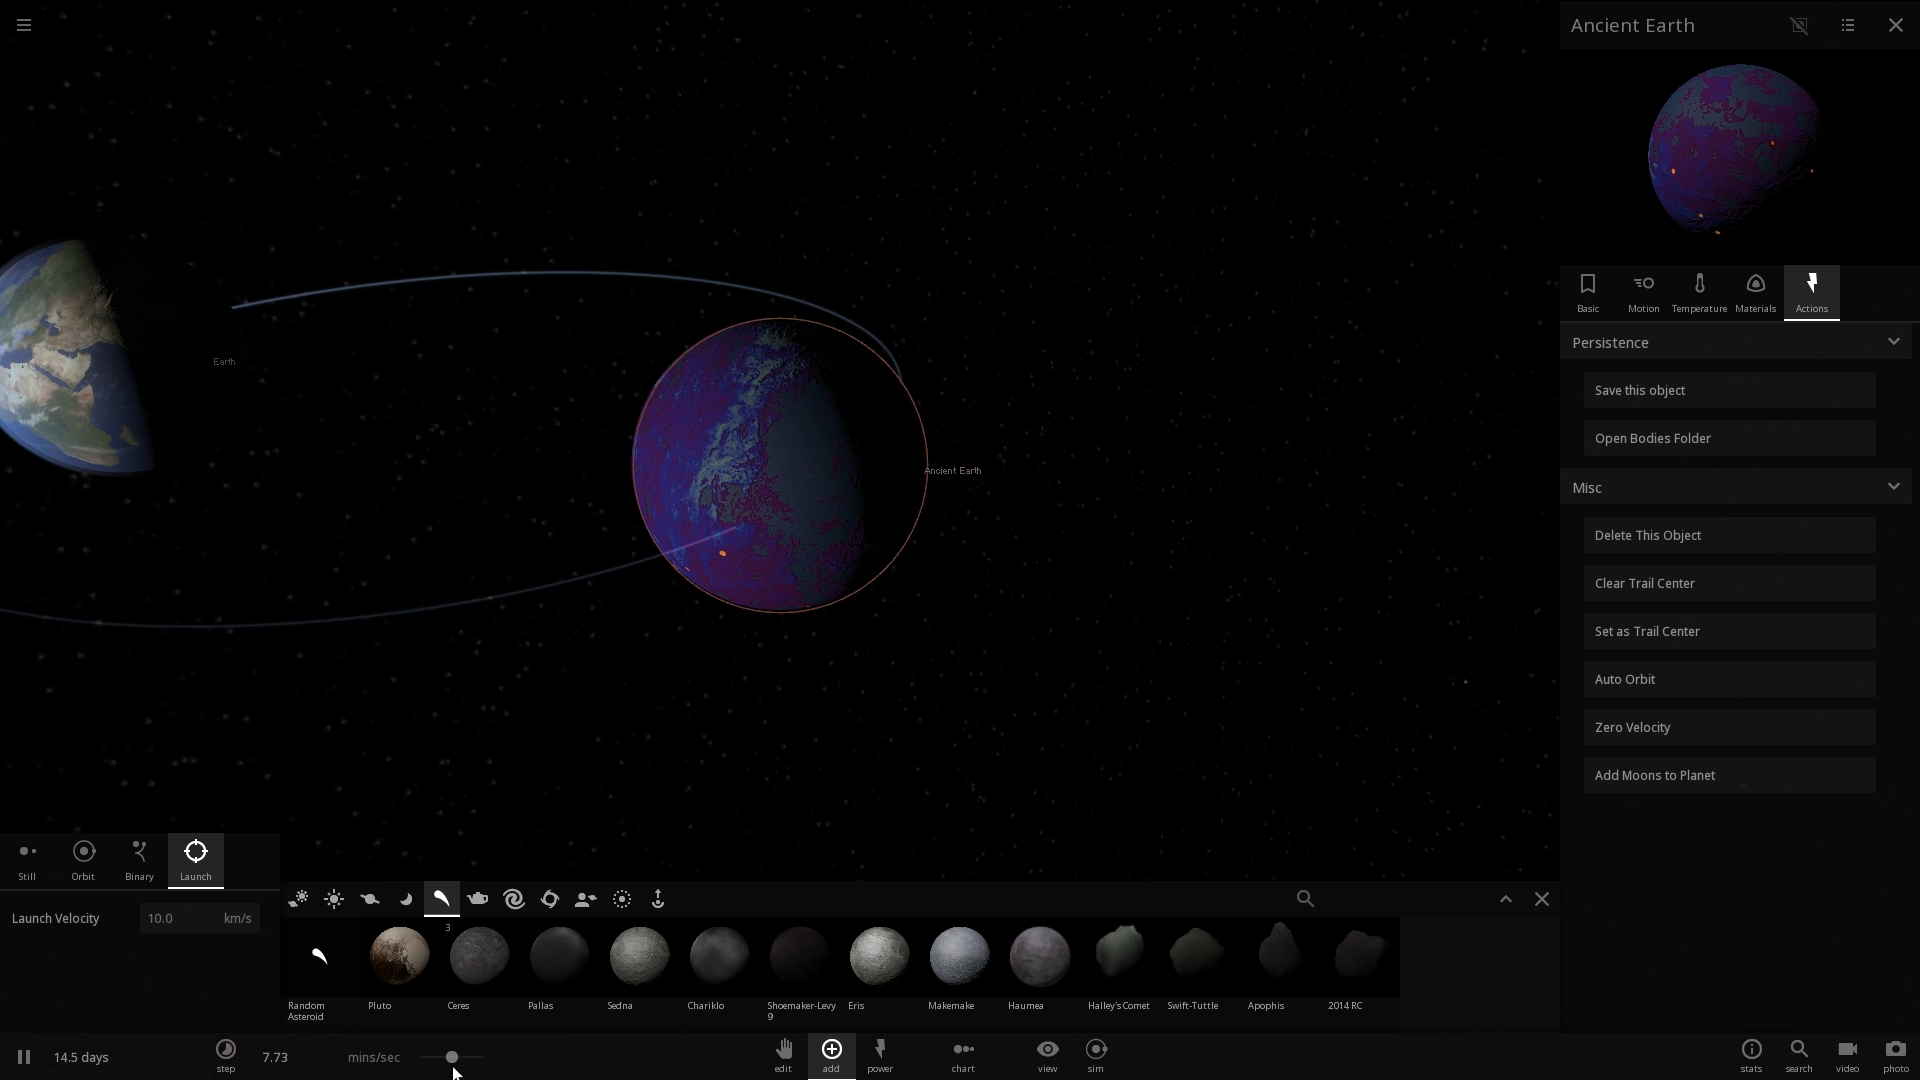 Ancient Earth
Earth
Ancient Earth
Basic
Motion
Temperature
Materials
Actions
Persistence
Save this object
Open Bodies Folder
Misc
Delete This Object
Clear Trail Center
Set as Trail Center
Auto Orbit
Zero Velocity
Add Moons to Planet
Still
Orbit
Binary
Launch
Launch Velocity
10.0 km/s
3
Random
Asteroid
Pluto
Ceres
Pallas
Sedna
Chariklo
Shoemaker-Levy
9
Eris
Makemake
Haumea
Halley's Comet
Swift-Tuttle
Apophis
2014 RC
14.5 days
step
7.73
mins/sec
edit
add
power
chart
view
sim
stats
search
video
photo